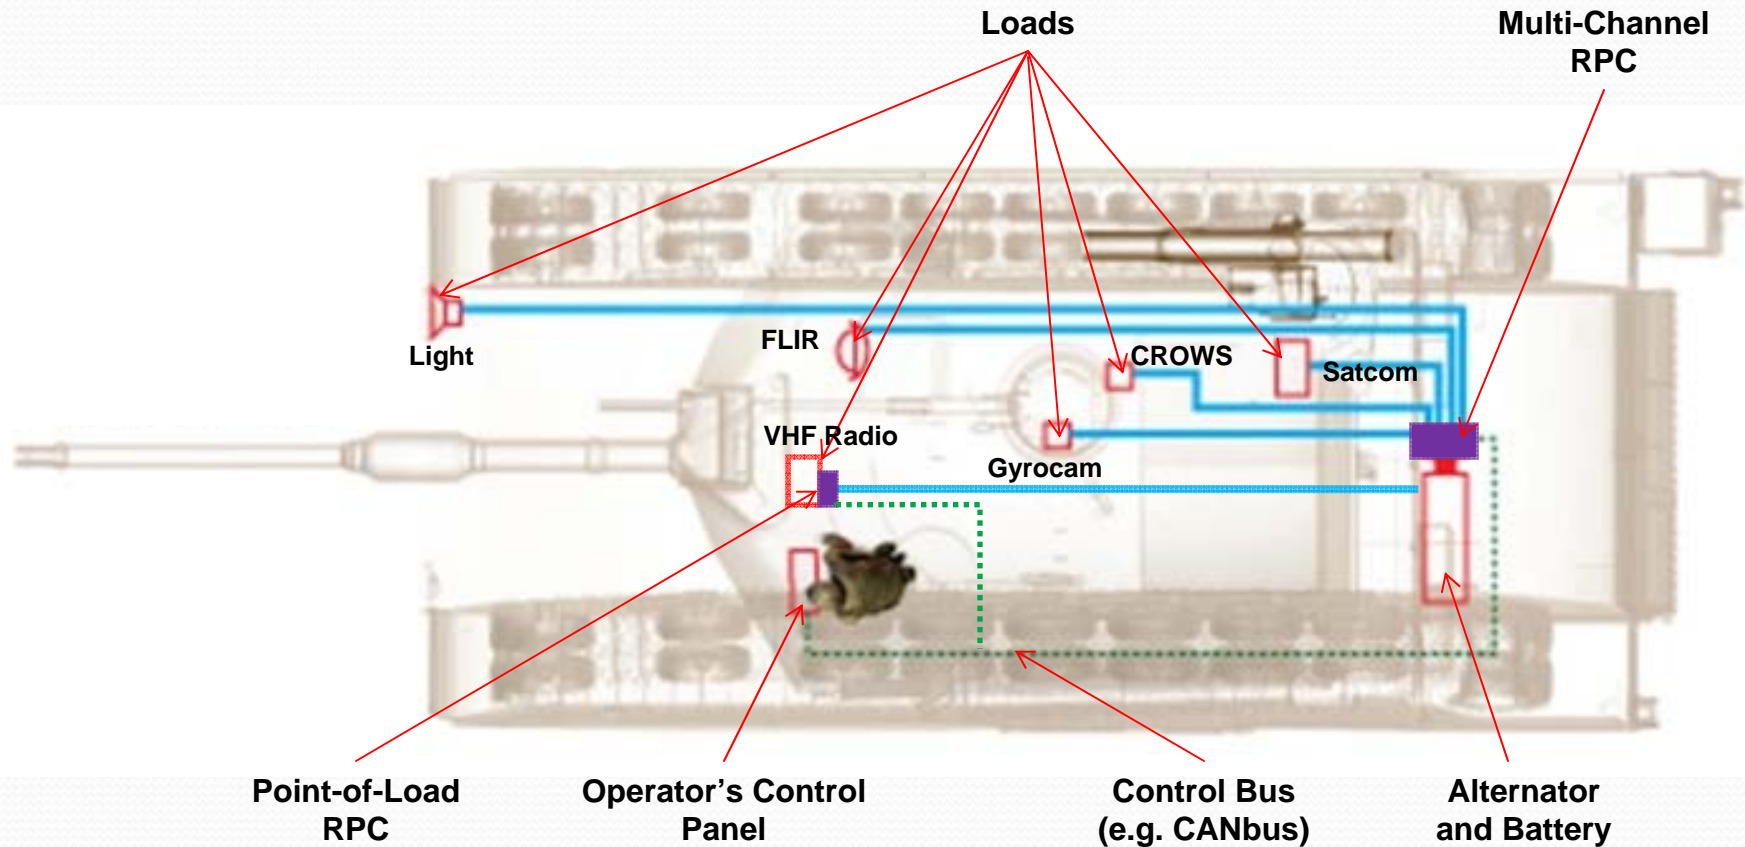 Loads
Multi-Channel
RPC
Light
FLIR
CROWS
Satcom
VHF Radio
Gyrocam
Point-of-Load
RPC
Operator’s Control
Panel
Control Bus
(e.g. CANbus)
Alternator
and Battery